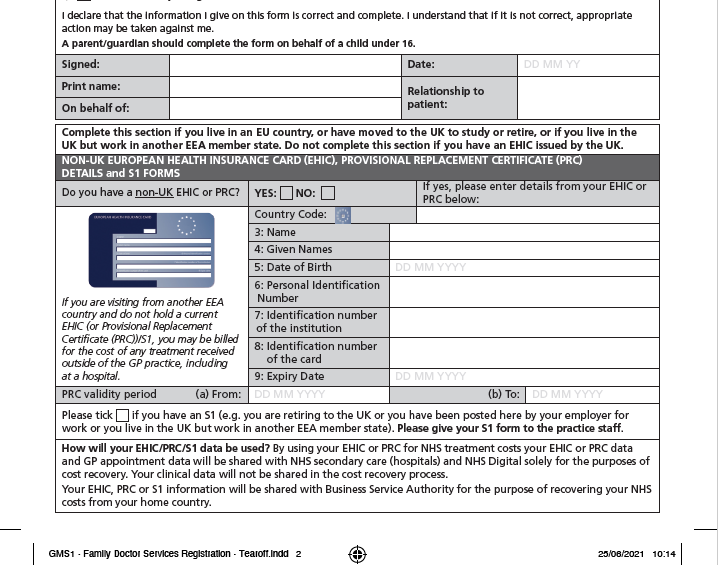 I declare that the information I give on this form is correct and complete. I understand that if it is not correct, appropriate
action may be taken against me.
A parent/guardian should complete the form on behalf of a child under 16.
Signed:
Date:
DD MM YY
Print name:
Relationship to
patient:
On behalf of:
Complete this section if you live in an EU country, or have moved to the UK to study or retire, or if you live in the
UK but work in another EEA member state. Do not complete this section if you have an EHIC issued by the UK.
NON-UK EUROPEAN HEALTH INSURANCE CARD (EHIC), PROVISIONAL REPLACEMENT CERTIFICATE (PRC)
DETAILS and S1 FORMS
Do you have a non-UK EHIC or PRC?
YES: NO:
If yes, please enter details from your EHIC or
PRC below:
EUROPEAN HEALTH INSURANCE CARD
Country Code:
3: Name
4: Given Names
5: Date of Birth
DD MM YYYY
6: Personal Identification
Number
7: Identification number
of the institution
8: Identification number
of the card
9: Expiry Date
DD MM YYYY
If you are visiting from another EEA
country and do not hold a current
EHIC (or Provisional Replacement
Certificate (PRC))/S1, you may be billed
for the cost of any treatment received
outside of the GP practice, including
at a hospital.
PRC validity period (a) From: DD MM YYYY (b) To: DD MM YYYY
Please tick if you have an S1 (e.g. you are retiring to the UK or you have been posted here by your employer for
work or you live in the UK but work in another EEA member state). Please give your S1 form to the practice staff.
How will your EHIC/PRC/S1 data be used? By using your EHIC or PRC for NHS treatment costs your EHIC or PRC data
and GP appointment data will be shared with NHS secondary care (hospitals) and NHS Digital solely for the purposes of
cost recovery. Your clinical data will not be shared in the cost recovery process.
Your EHIC, PRC or S1 information will be shared with Business Service Authority for the purpose of recovering your NHS
costs from your home country.
GMS1 - Family Doctor Services Registration - Tearoff.indd 2
25/06/2021 10:14